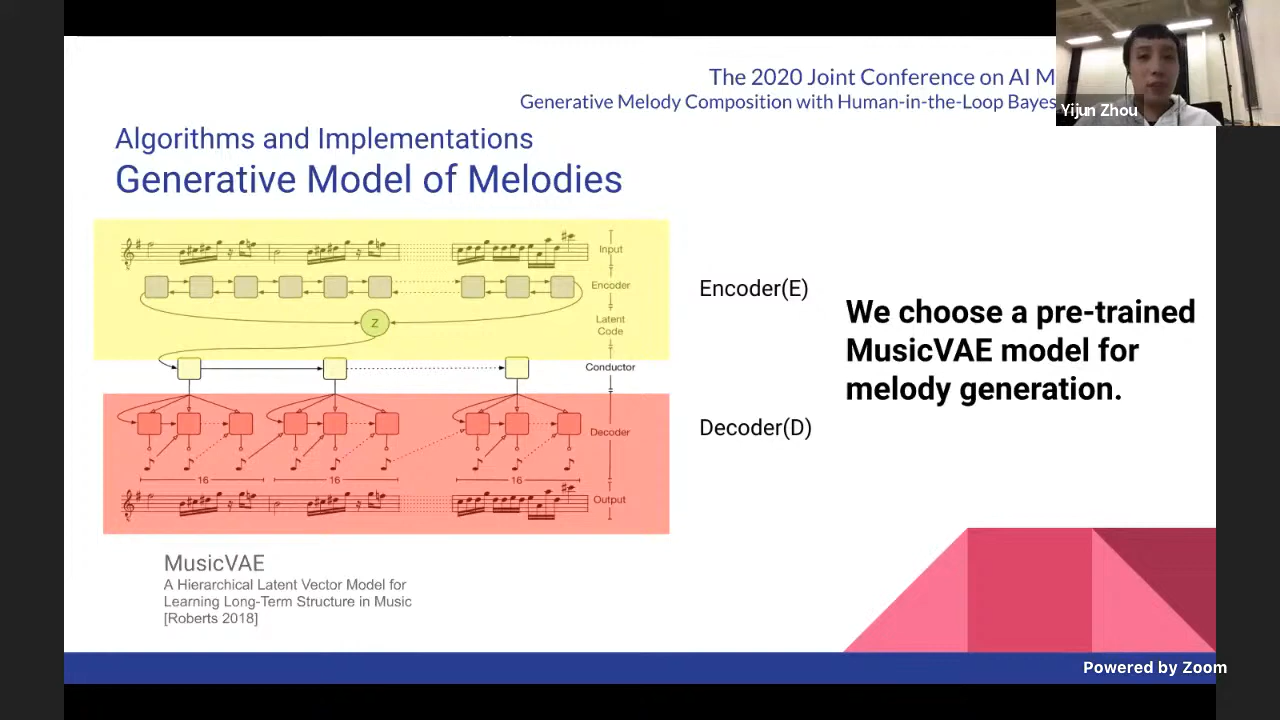 The 2020 Joint Conference on AI M
Generative Melody Composition with Human-in-the-Loop Bayes
Yijun Zhou
Algorithms and Implementations
Generative Model of Melodies
Input
Encoder
Latent
Code
Z
Conductor
Decoder
16
16
16
Output
Encoder(E)
Decoder(D)
We choose a pre-trained
MusicVAE model for
melody generation.
MusicVAE
A Hierarchical Latent Vector Model for
Learning Long-Term Structure in Music
[Roberts 2018]
Powered by Zoom